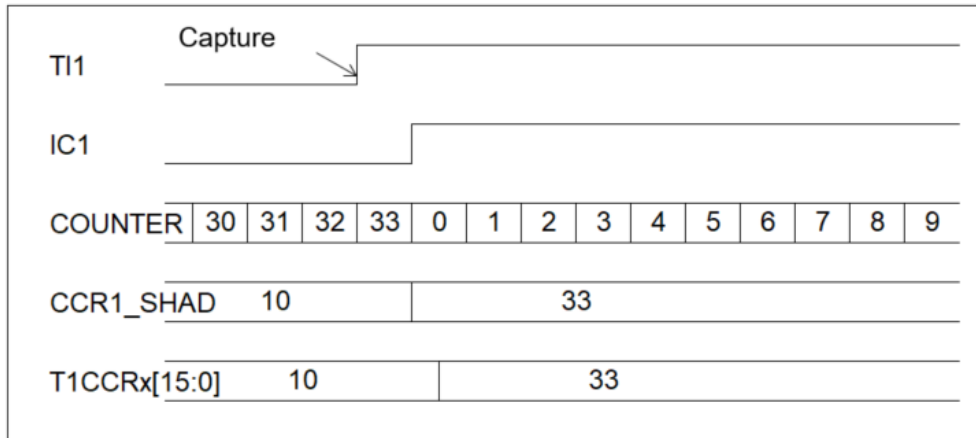 Capture
TI1
IC1
COUNTER 30 31 32 33 0 1 2 3 4 5 6 7 8 9
CCR1_SHAD 10 33
T1CCRx[15:0] 10 33